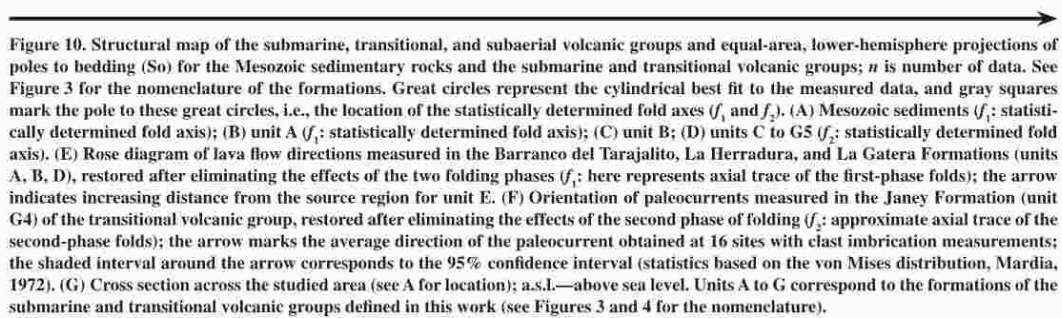 Figure 10. Structural map of the submarine, transitional, and subaerial volcanic groups and equal-area, lower-hemisphere projections of
poles to bedding (So) for the Mesozoic sedimentary rocks and the submarine and transitional volcanic groups; n is number of data. See
Figure 3 for the nomenclature of the formations. Great circles represent the cylindrical best fit to the measured data, and gray squares
mark the pole to these great circles, i.e., the location of the statistically determined fold axes (f₁ and f₂). (A) Mesozoic sediments (f₁: statisti-
cally determined fold axis); (B) unit A (f₁: statistically determined fold axis); (C) unit B; (D) units C to G5 (f₂: statistically determined fold
axis). (E) Rose diagram of lava flow directions measured in the Barranco del Tarajalito, La Herradura, and La Gatera Formations (units
A, B, D), restored after eliminating the effects of the two folding phases (f₁: here represents axial trace of the first-phase folds); the arrow
indicates increasing distance from the source region for unit E. (F) Orientation of paleocurrents measured in the Janey Formation (unit
G4) of the transitional volcanic group, restored after eliminating the effects of the second phase of folding (f₂: approximate axial trace of the
second-phase folds); the arrow marks the average direction of the paleocurrent obtained at 16 sites with clast imbrication measurements;
the shaded interval around the arrow corresponds to the 95% confidence interval (statistics based on the von Mises distribution, Mardia,
1972). (G) Cross section across the studied area (see A for location); a.s.l.—above sea level. Units A to G correspond to the formations of the
submarine and transitional volcanic groups defined in this work (see Figures 3 and 4 for the nomenclature).